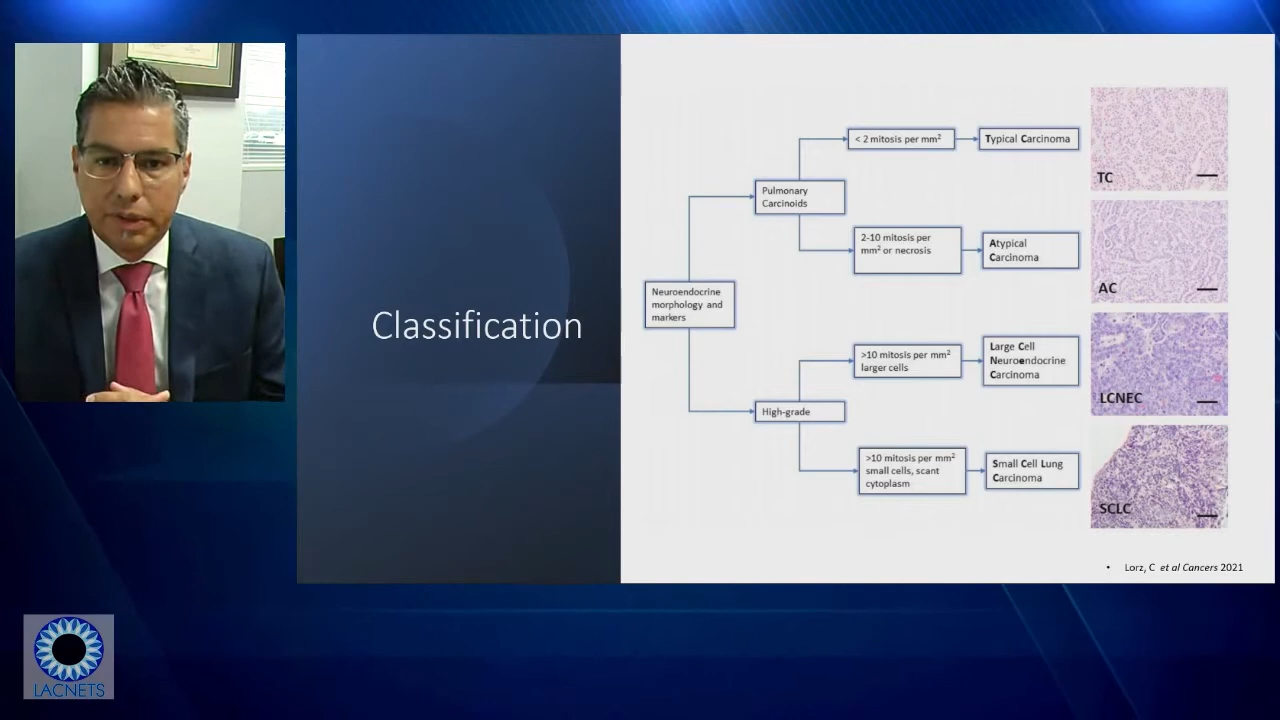 Classification
Neuroendocrine
morphology and
markers
Pulmonary
Carcinoids
< 2 mitosis per mm²
Typical Carcinoma
2-10 mitosis per
mm² or necrosis
Atypical
Carcinoma
High-grade
>10 mitosis per mm²
larger cells
Large Cell
Neuroendocrine
Carcinoma
>10 mitosis per mm²
small cells, scant
cytoplasm
Small Cell Lung
Carcinoma
TC
AC
LCNEC
SCLC
• Lorz, C et al Cancers 2021
LACNETS